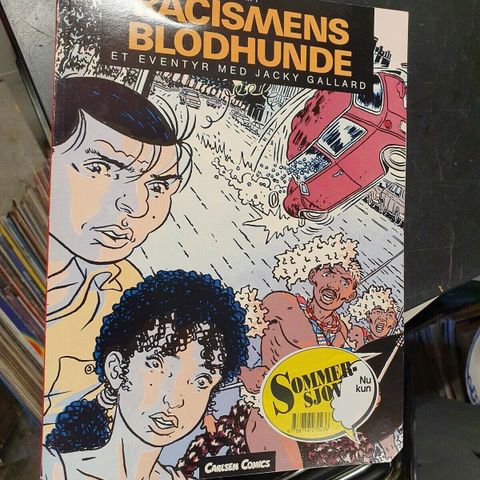 RACISMENS
BLODHUNDE
ET EVENTYR MED JACKY GALLARD
SOMMER-
SJOV
Nu
kun
CARLSEN COMICS